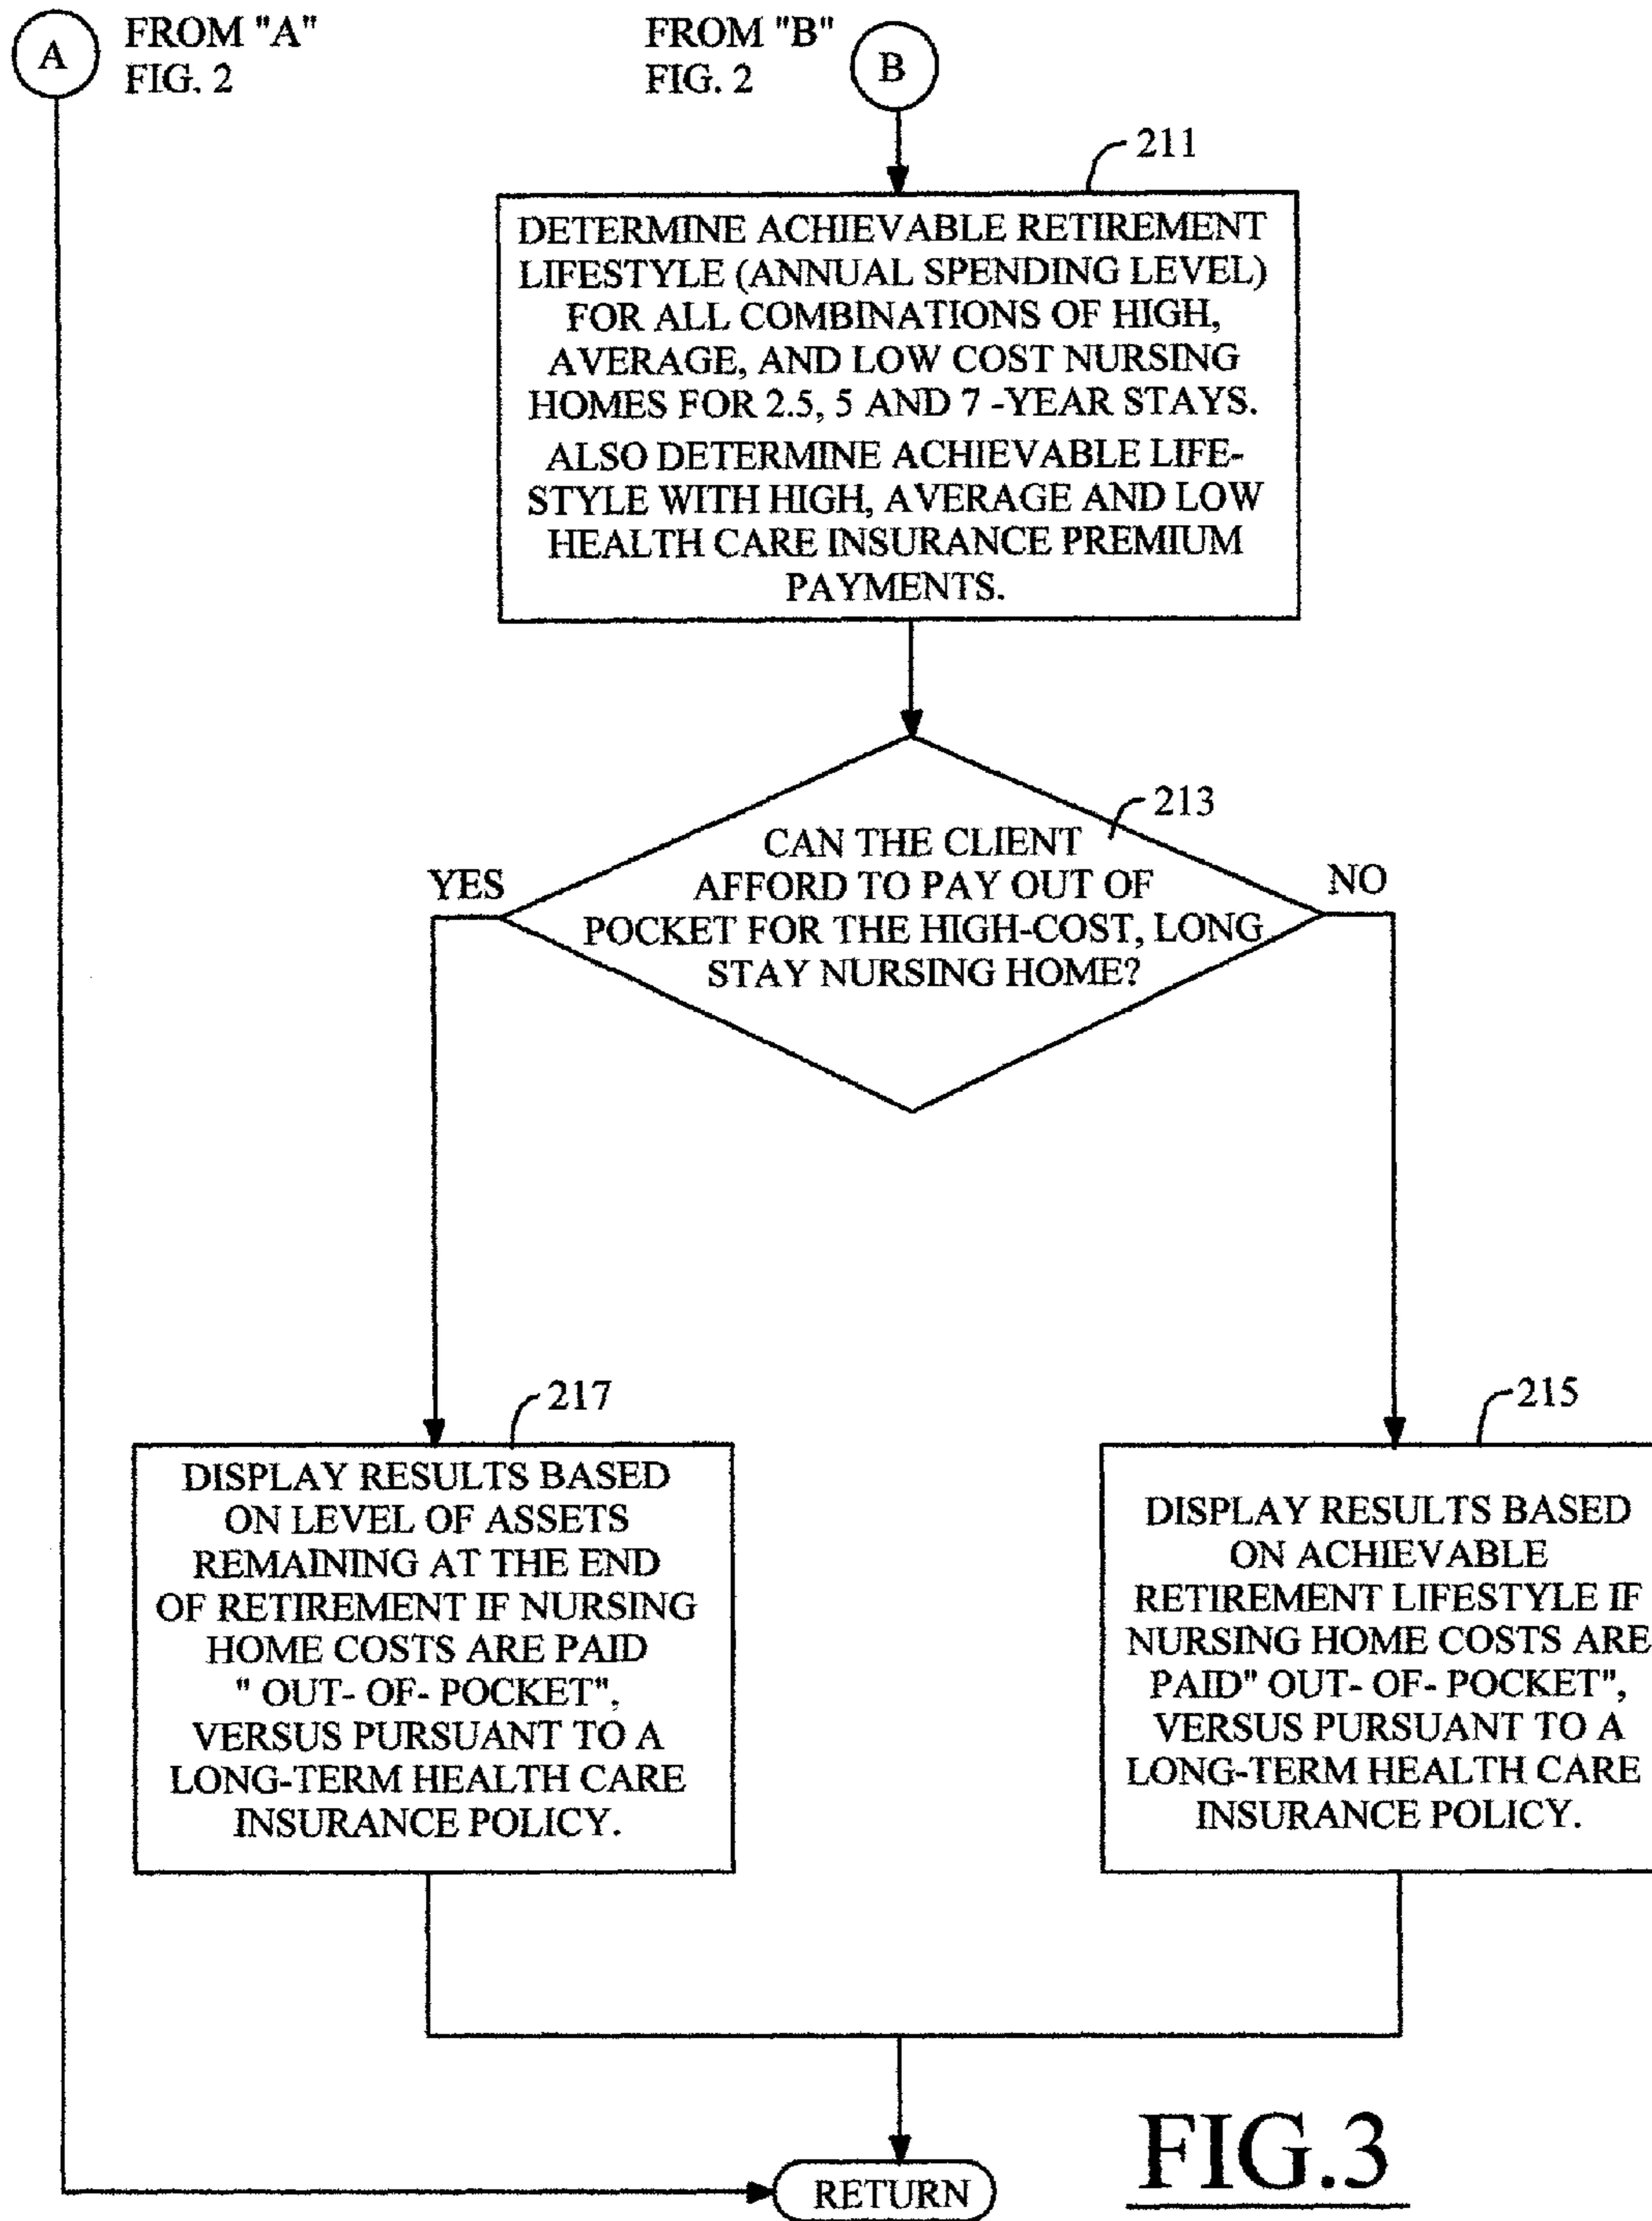 A
FROM "A"
FIG. 2
FROM "B"
FIG. 2
B
211
DETERMINE ACHIEVABLE RETIREMENT
LIFESTYLE (ANNUAL SPENDING LEVEL)
FOR ALL COMBINATIONS OF HIGH,
AVERAGE, AND LOW COST NURSING
HOMES FOR 2.5, 5 AND 7 -YEAR STAYS.
ALSO DETERMINE ACHIEVABLE LIFE-
STYLE WITH HIGH, AVERAGE AND LOW
HEALTH CARE INSURANCE PREMIUM
PAYMENTS.
213
CAN THE CLIENT
AFFORD TO PAY OUT OF
POCKET FOR THE HIGH-COST, LONG
STAY NURSING HOME?
YES
NO
217
DISPLAY RESULTS BASED
ON LEVEL OF ASSETS
REMAINING AT THE END
OF RETIREMENT IF NURSING
HOME COSTS ARE PAID
" OUT- OF- POCKET",
VERSUS PURSUANT TO A
LONG-TERM HEALTH CARE
INSURANCE POLICY.
215
DISPLAY RESULTS BASED
ON ACHIEVABLE
RETIREMENT LIFESTYLE IF
NURSING HOME COSTS ARE
PAID" OUT- OF- POCKET",
VERSUS PURSUANT TO A
LONG-TERM HEALTH CARE
INSURANCE POLICY.
RETURN
FIG.3